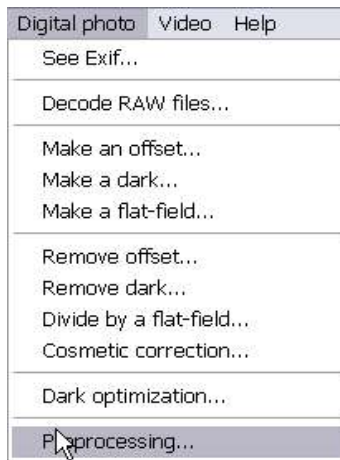 Digital photo Video Help
See Exif...
Decode RAW files...
Make an offset...
Make a dark...
Make a flat-field...
Remove offset...
Remove dark...
Divide by a flat-field...
Cosmetic correction...
Dark optimization...
Preprocessing...